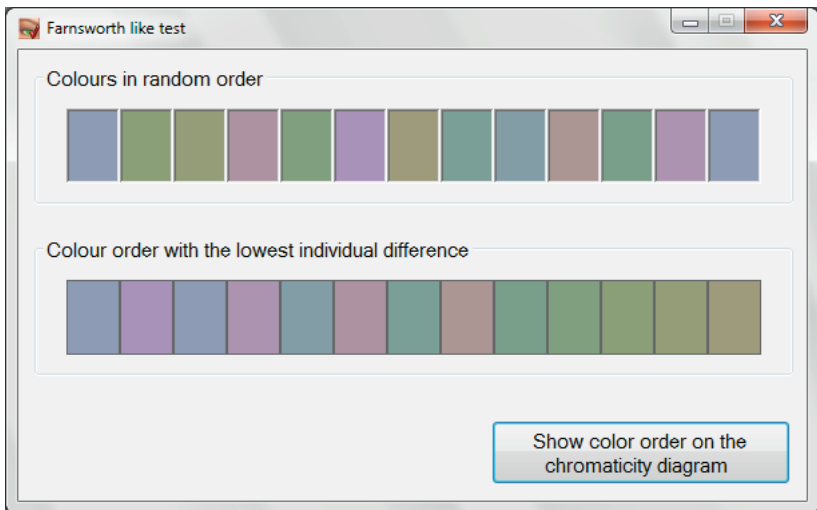 Farnsworth like test
Colours in random order
Colour order with the lowest individual difference
Show color order on the
chromaticity diagram